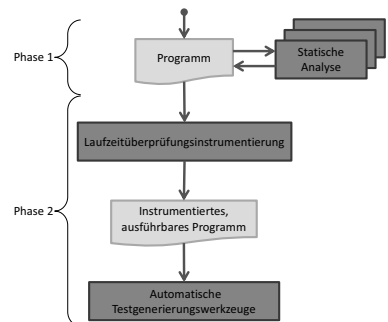 Phase 1
Programm
Statische
Analyse
Laufzeitüberprüfungsinstrumentierung
Phase 2
Instrumentiertes,
ausführbares Programm
Automatische
Testgenerierungswerkzeuge